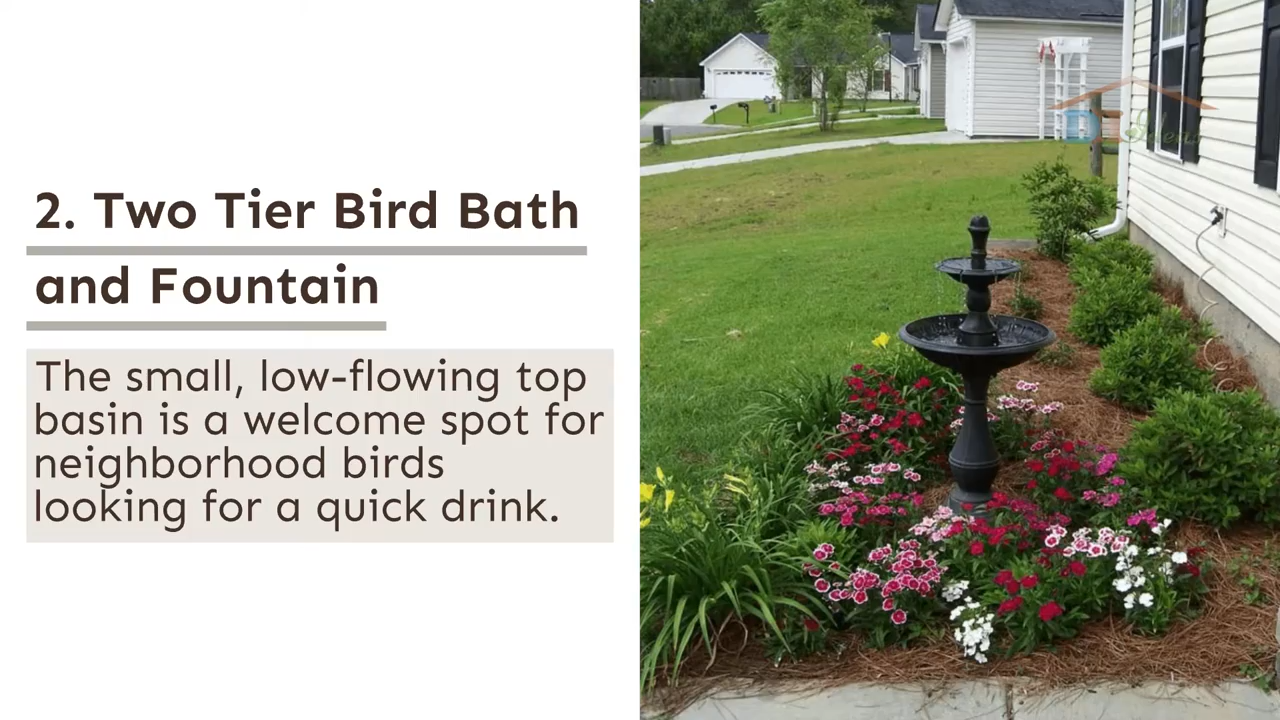 2. Two Tier Bird Bath
and Fountain
The small, low-flowing top
basin is a welcome spot for
neighborhood birds
looking for a quick drink.